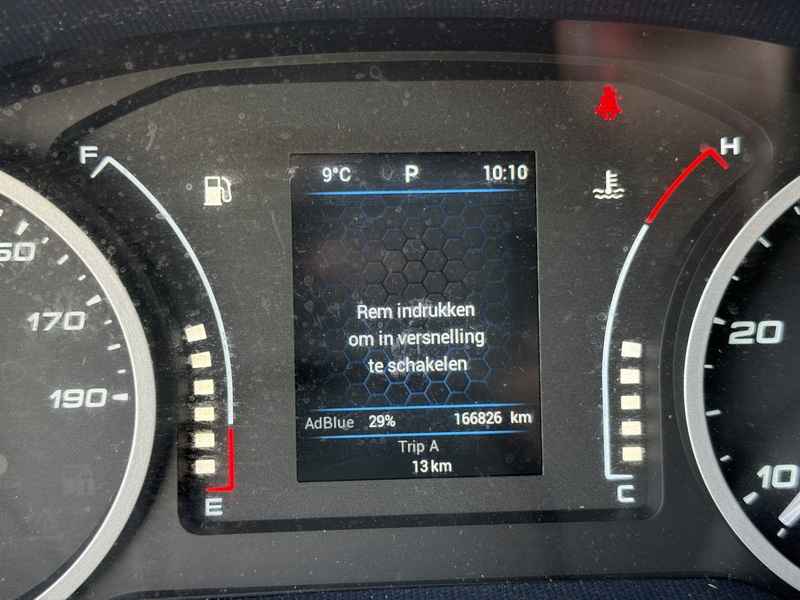 F
H
9°C P 10:10
170
20
190
Rem indrukken
om in versnelling
te schakelen
AdBlue 29% 166826 km
Trip A
13 km
E
C
10